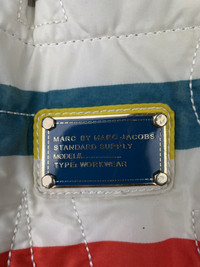 MARC BY MARC JACOBS
STANDARD SUPPLY
MODEL#:
TYPE: WORKWEAR